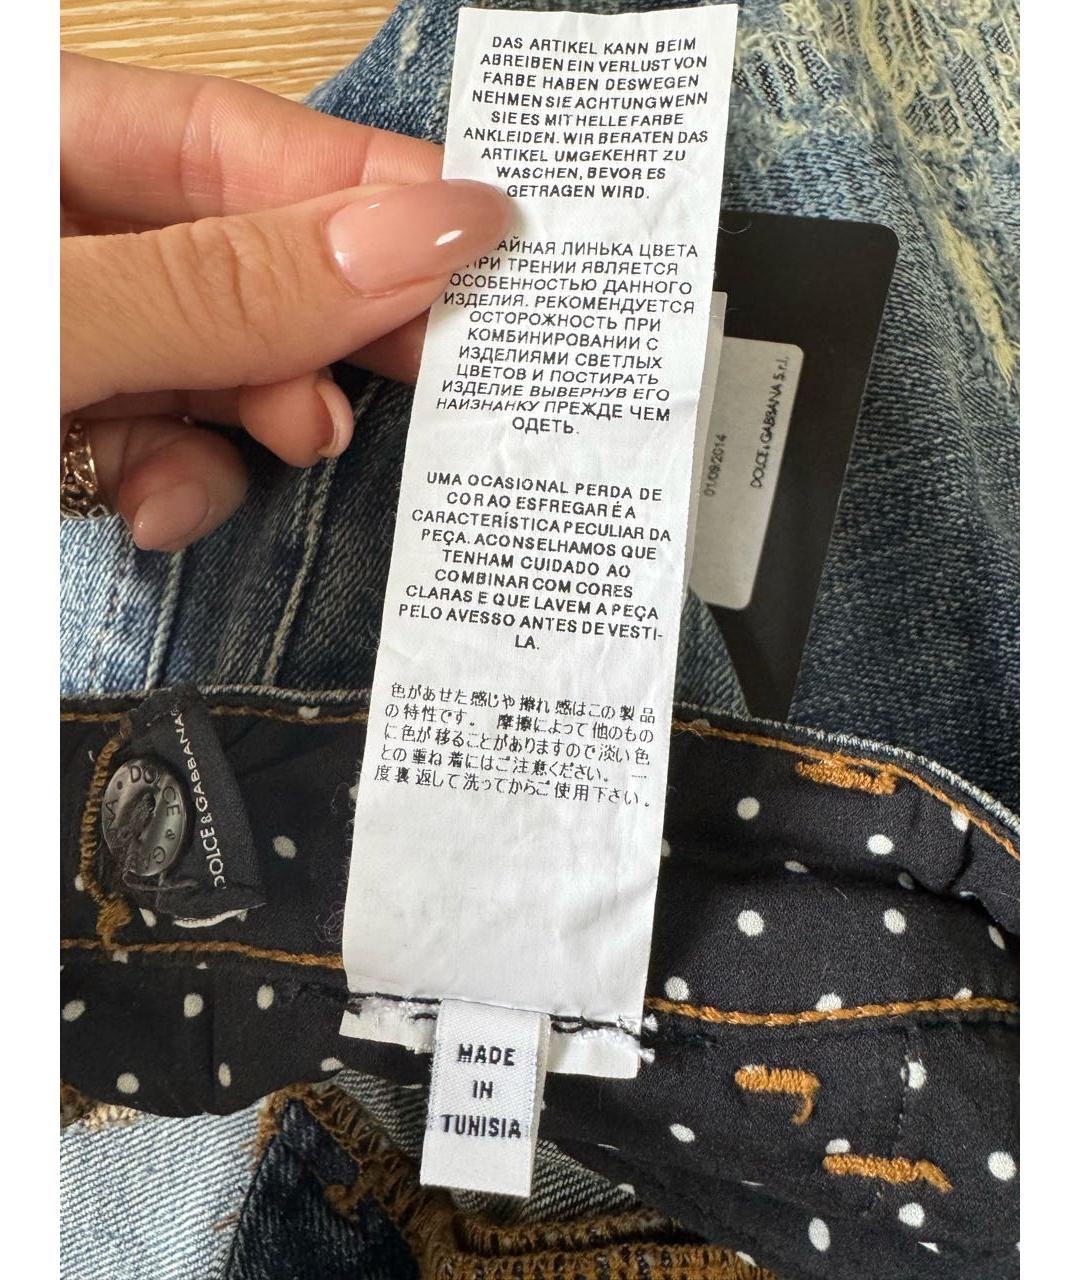 DAS ARTIKEL KANN BEIM
ABREIBEN EIN VERLUST VON
FARBE HABEN DESWEGEN
NEHMEN SIE ACHTUNG WENN
SIE ES MIT HELLE FARBE
ANKLEIDEN. WIR BERATEN DAS
ARTIKEL UMGEKEHRT ZU
WASCHEN, BEVOR ES
GETRAGEN WIRD.
ЛИНЬКА ЦВЕТА
ПРИ ТРЕНИИ ЯВЛЯЕТСЯ
ОСОБЕННОСТЬЮ ДАННОГО
ИЗДЕЛИЯ. РЕКОМЕНДУЕТСЯ
ОСТОРОЖНОСТЬ ПРИ
КОМБИНИРОВАНИИ С
ИЗДЕЛИЯМИ СВЕТЛЫХ
ЦВЕТОВ И ПОСТИРАТЬ
ИЗДЕЛИЕ ВЫВЕРНУВ ЕГО
НАИЗНАНКУ ПРЕЖДЕ ЧЕМ
ОДЕТЬ.
UMA OCASIONAL PERDA DE
COR AO ESFREGAR É A
CARACTERÍSTICA PECULIAR DA
PEÇA. ACONSELHAMOS QUE
TENHAM CUIDADO AO
COMBINAR COM CORES
CLARAS E QUE LAVEM A PEÇA
PELO AVESSO ANTES DE VESTI-
LA.
色があせた感じや擦れ感はこの製品
の特性です。 摩擦によって他のもの
に色が移ることがありますので淡い色
との重ね着にはご注意ください。 一
度裏返して洗ってからご使用下さい。
MADE
IN
TUNISIA
01/09/2014
DOLCE & GABBANA S.r.l.
DOLCE & GABBANA
DOLCE & GA